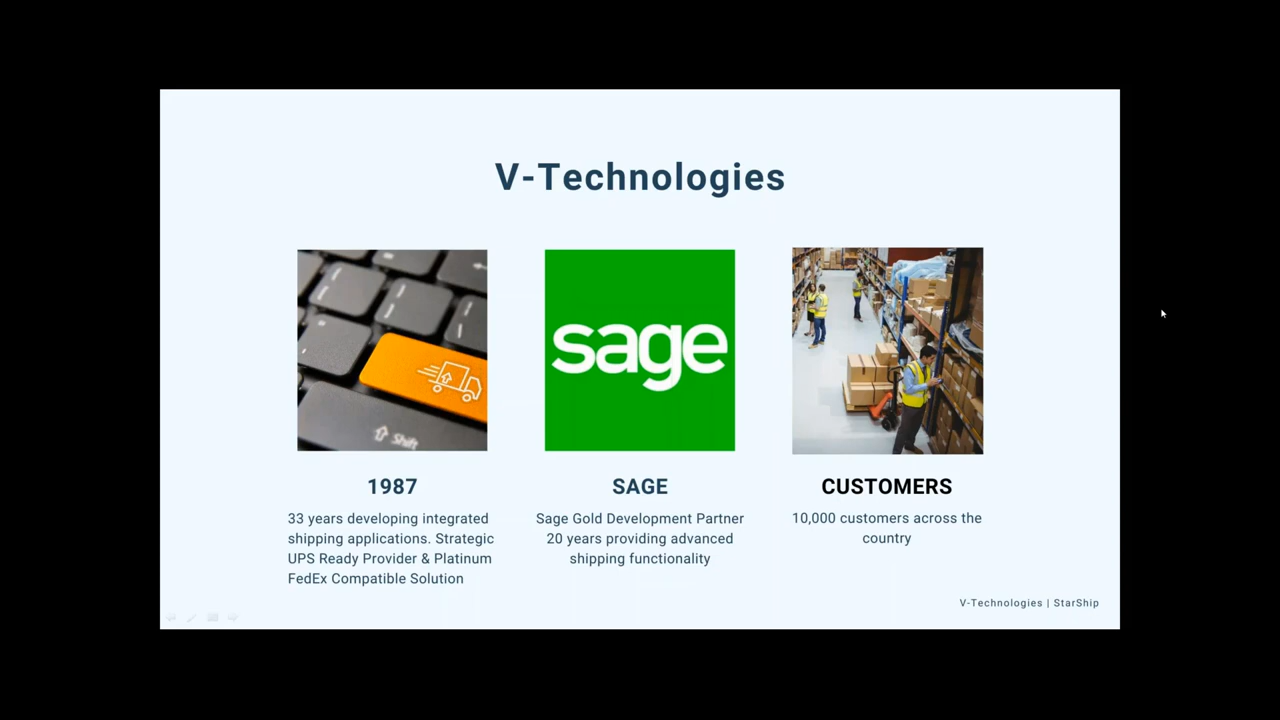 V-Technologies
Shift
sage
1987
33 years developing integrated
shipping applications. Strategic
UPS Ready Provider & Platinum
FedEx Compatible Solution
SAGE
Sage Gold Development Partner
20 years providing advanced
shipping functionality
CUSTOMERS
10,000 customers across the
country
V-Technologies | StarShip